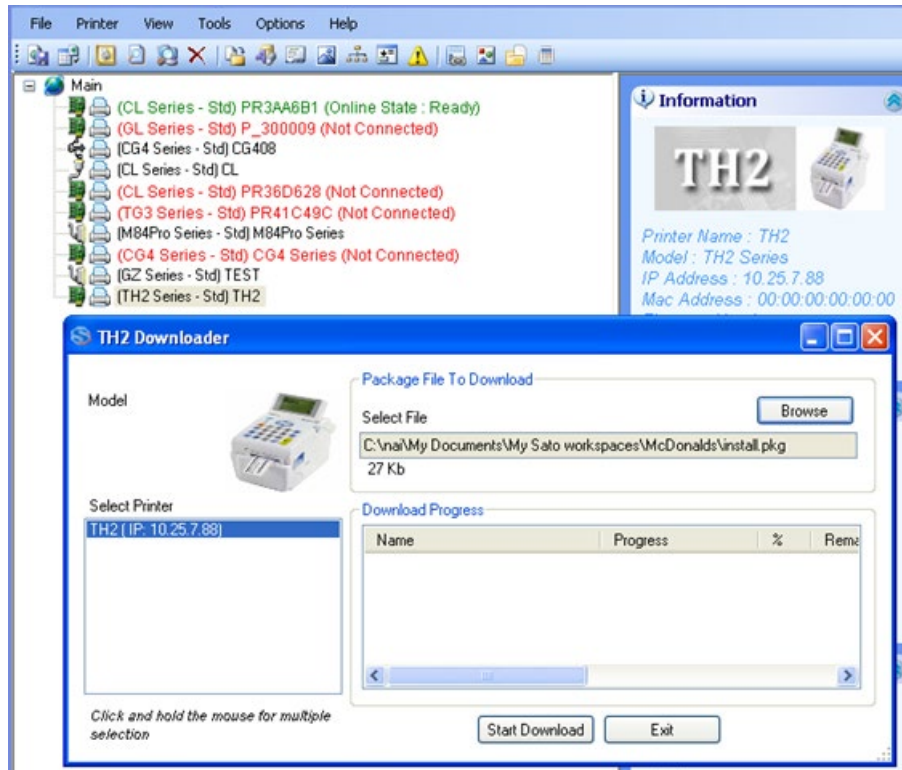 File Printer View Tools Options Help
Main
(CL Series - Std) PR3AA6B1 (Online State : Ready)
(GL Series - Std) P_300009 (Not Connected)
(CG4 Series - Std) CG408
(CL Series - Std) CL
(CL Series - Std) PR36D628 (Not Connected)
(TG3 Series - Std) PR41C49C (Not Connected)
(M84Pro Series - Std) M84Pro Series
(CG4 Series - Std) CG4 Series (Not Connected)
(GZ Series - Std) TEST
(TH2 Series - Std) TH2
Information
TH2
Printer Name : TH2
Model : TH2 Series
IP Address : 10.25.7.88
Mac Address : 00:00:00:00:00:00
TH2 Downloader
Model
Package File To Download
Select File
Browse
C:\nai\My Documents\My Sato workspaces\McDonalds\install.pkg
27 Kb
Select Printer
TH2 ( IP: 10.25.7.88)
Download Progress
Name Progress % Rema
Click and hold the mouse for multiple
selection
Start Download Exit